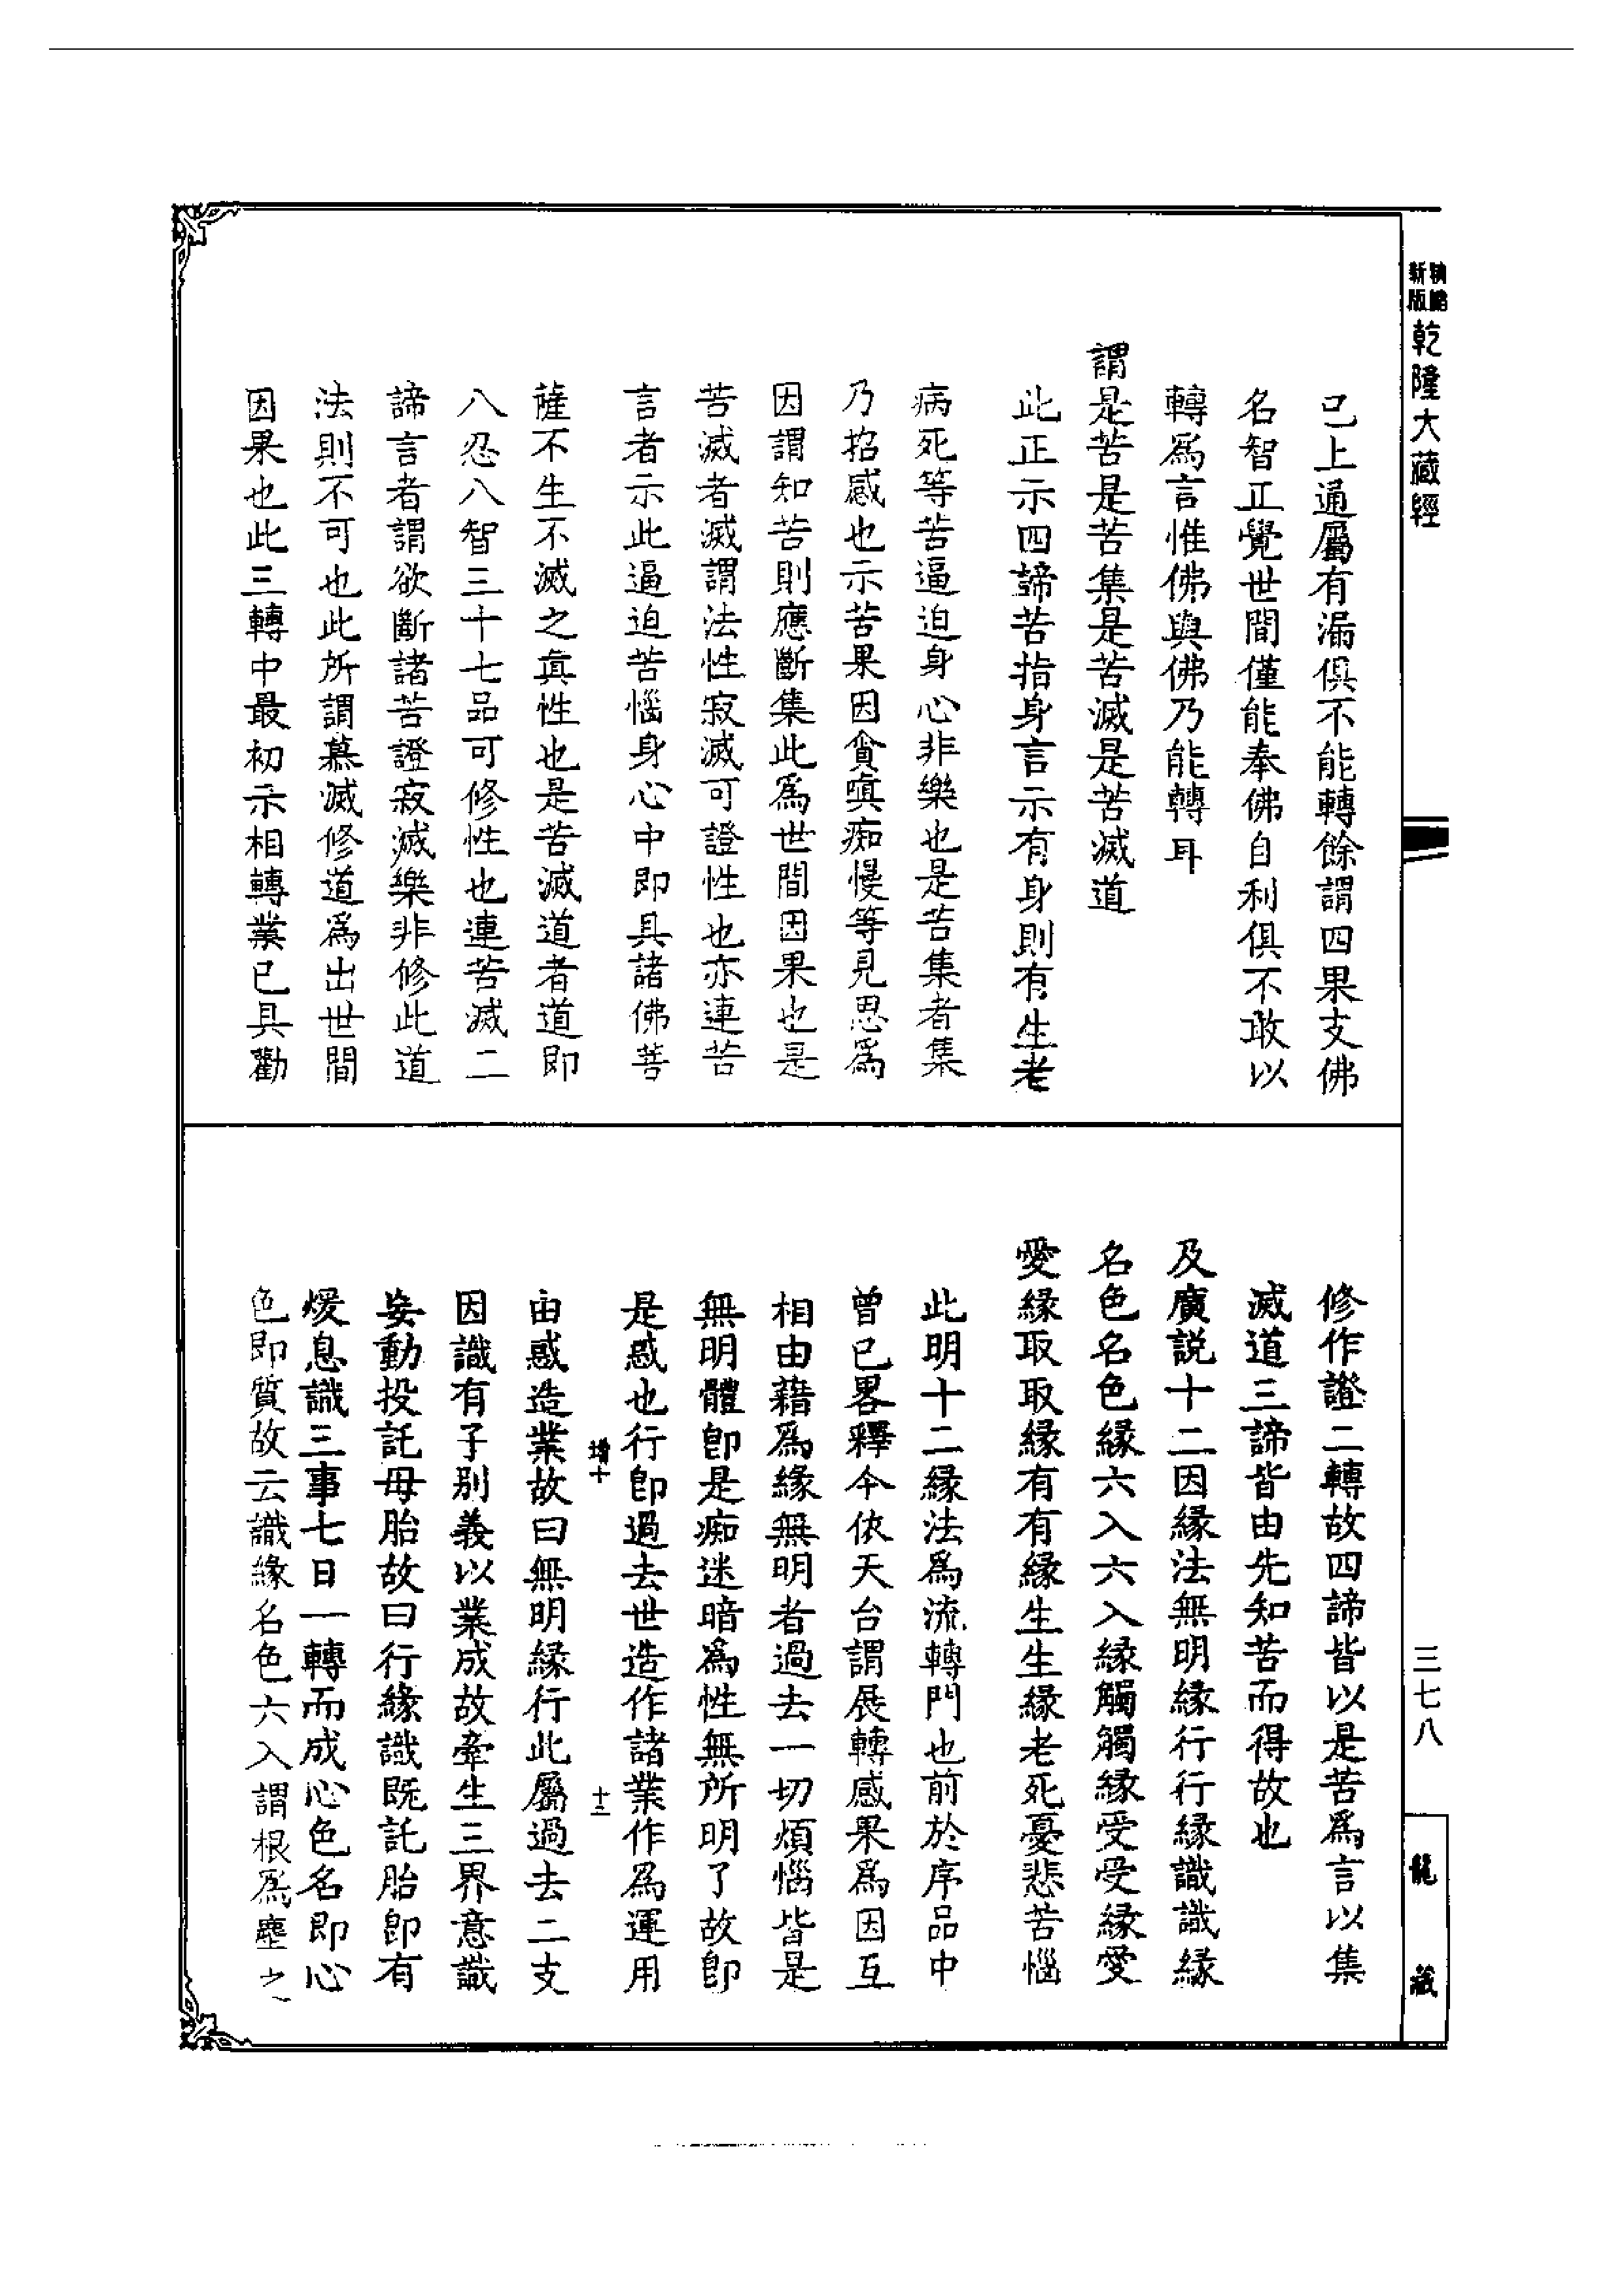 新版
乾隆大藏經
三七八
龍藏
已上通屬有漏俱不能轉餘謂四果支佛
名智正覺世間僅能奉佛自利俱不敢以
轉為言惟佛與佛乃能轉耳
謂是苦是苦集是苦滅是苦滅道
此正示四諦苦指身言示有身則有生老
病死等苦逼迫身心非樂也是苦集者集
乃招感也示苦果因貪嗔痴慢等見思為
因謂知苦則應斷集此為世間因果也是
苦滅者滅謂法性寂滅可證性也亦連苦
言者示此逼迫苦惱身心中即具諸佛菩
薩不生不滅之真性也是苦滅道者道即
八忍八智三十七品可修性也連苦滅二
諦言者謂欲斷諸苦證寂滅樂非修此道
法則不可也此所謂慕滅修道為出世間
因果也此三轉中最初示相轉業已具勸
修作證二轉故四諦皆以是苦為言以集
滅道三諦皆由先知苦而得故也
及廣說十二因緣法無明緣行行緣識識緣
名色名色緣六入六入緣觸觸緣受受緣愛
愛緣取取緣有有緣生生緣老死憂悲苦惱
此明十二緣法為流轉門也前於序品中
曾已畧釋今依天台謂展轉感果為因互
相由藉為緣無明者過去一切煩惱皆是
無明體即是痴迷暗為性無所明了故即
是惑也行即過去世造作諸業作為運用
十二
由惑造業故曰無明緣行此屬過去二支
因識有子別義以業成故牽生三界意識
妄動投託母胎故曰行緣識既託胎即有
煖息識三事七日一轉而成心色名即心
色即質故云識緣名色六入謂根為塵之